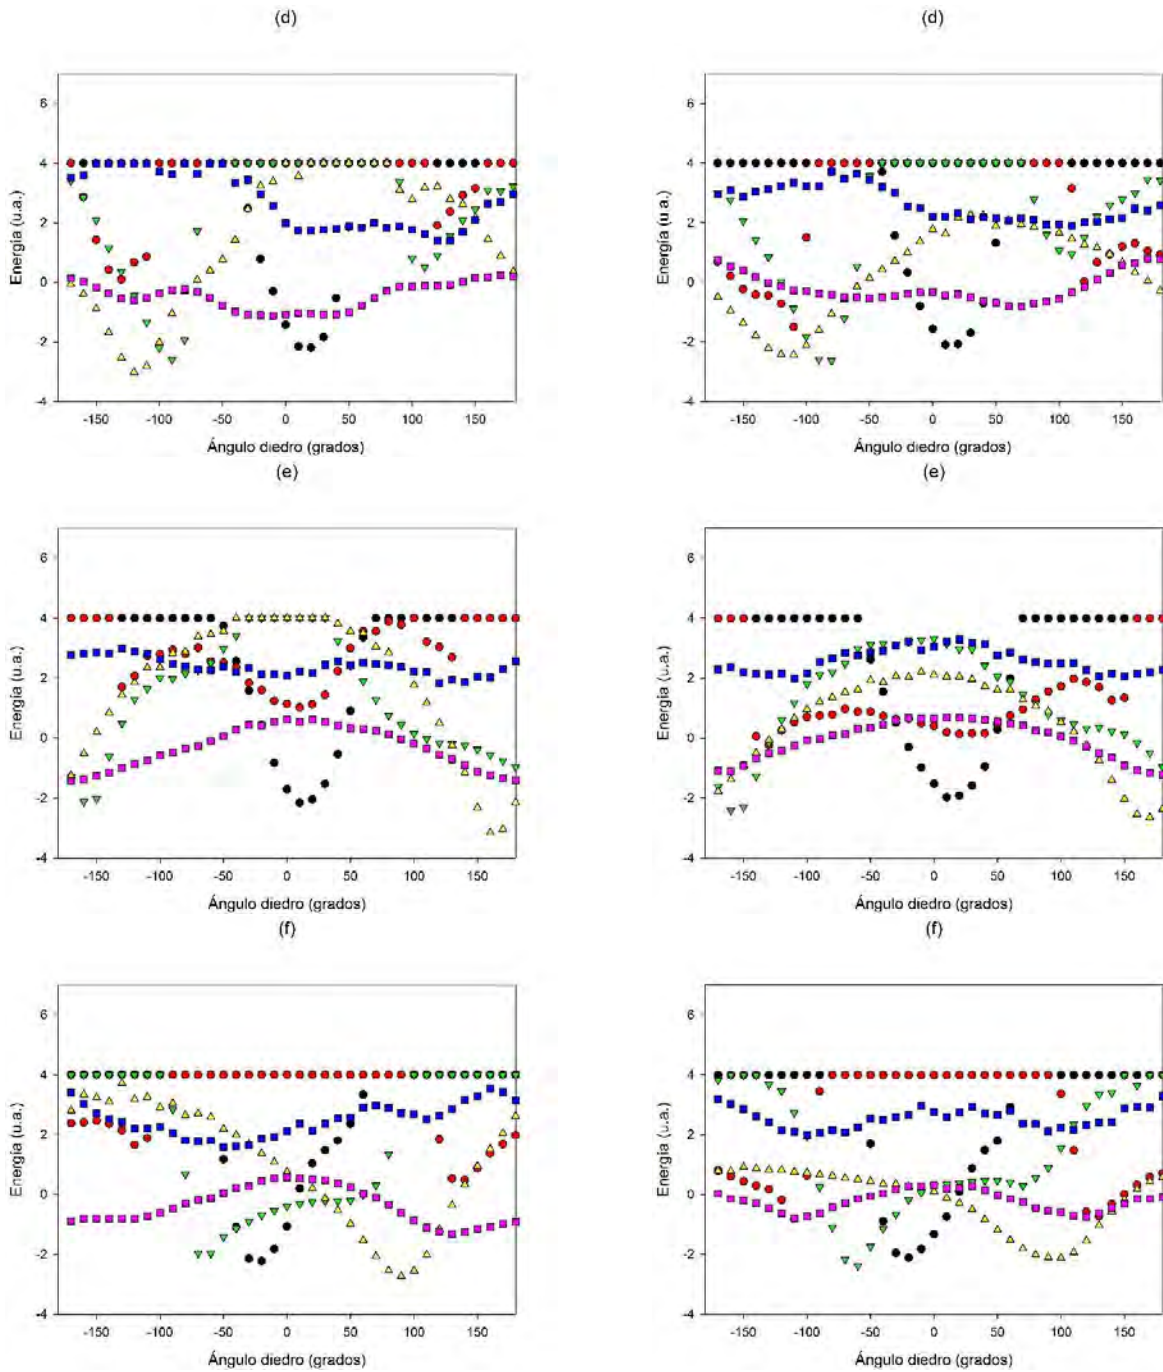 (d) (d)
6 6
4 4
2 2
0 0
-2 -2
-4 -4
Energía (u.a.) Energía (u.a.)
-150 -100 -50 0 50 100 150 -150 -100 -50 0 50 100 150
Ángulo diedro (grados) Ángulo diedro (grados)
(e) (e)
6 6
4 4
2 2
0 0
-2 -2
-4 -4
Energía (u.a.) Energía (u.a.)
-150 -100 -50 0 50 100 150 -150 -100 -50 0 50 100 150
Ángulo diedro (grados) Ángulo diedro (grados)
(f) (f)
6 6
4 4
2 2
0 0
-2 -2
-4 -4
Energía (u.a.) Energía (u.a.)
-150 -100 -50 0 50 100 150 -150 -100 -50 0 50 100 150
Ángulo diedro (grados) Ángulo diedro (grados)